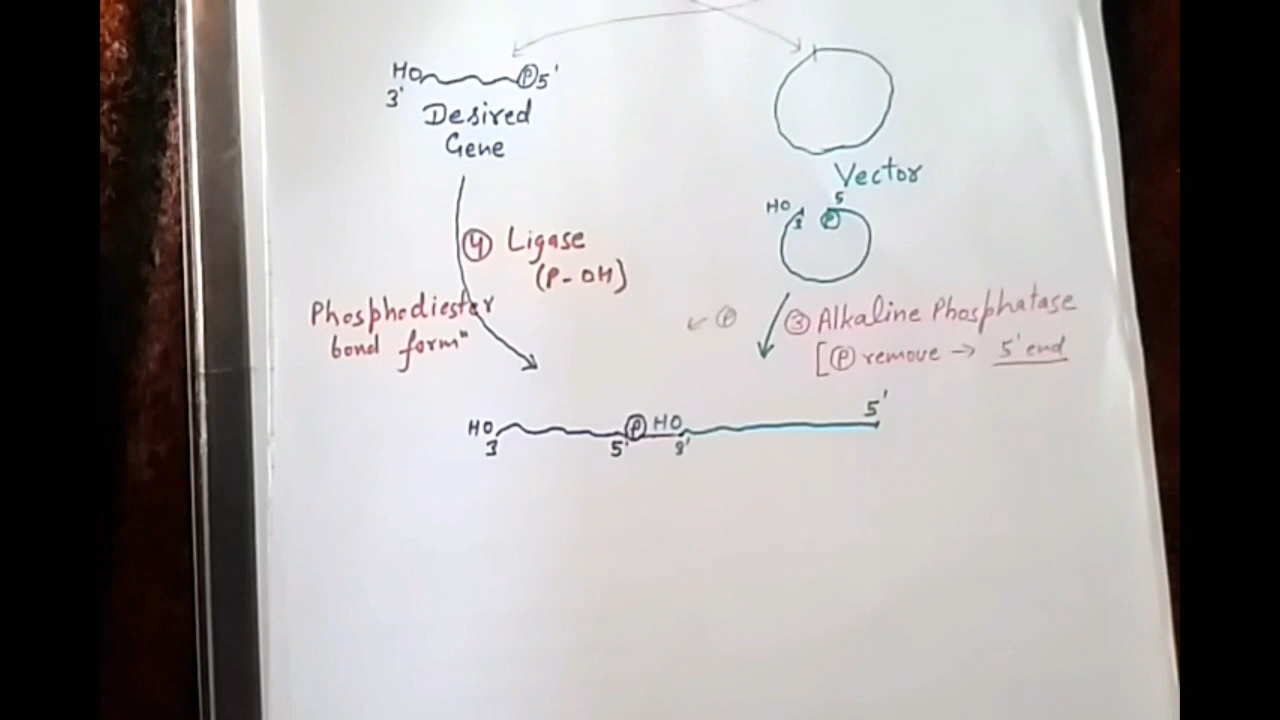 HO P 5'
3'
Desired
Gene
Vector
HO 5
3 P
4 Ligase
(P-OH)
Phosphodiester
bond form"
P
3 Alkaline Phosphatase
[P remove → 5' end
HO P HO 5'
3 5' 3'